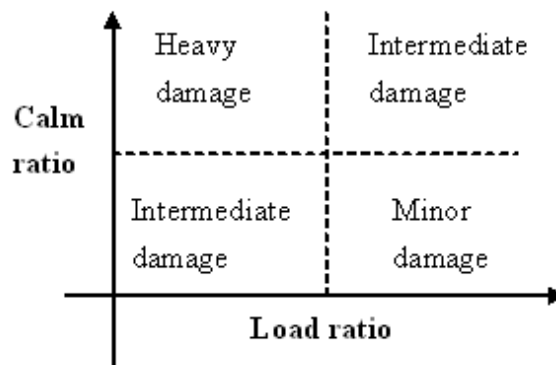 Heavy
damage
Intermediate
damage
Calm
ratio
Intermediate
damage
Minor
damage
Load ratio